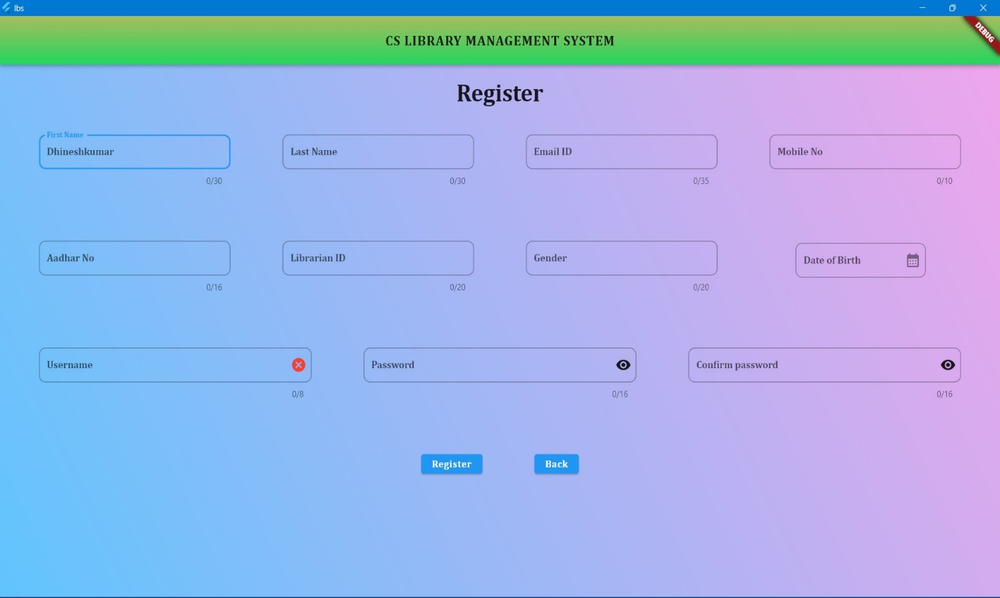 lbs
DEBUG
CS LIBRARY MANAGEMENT SYSTEM
Register
First Name
Dhineshkumar Last Name Email ID Mobile No
0/30 0/30 0/35 0/10
Aadhar No Librarian ID Gender Date of Birth
0/16 0/20 0/20
Username Password Confirm password
0/8 0/16 0/16
Register Back